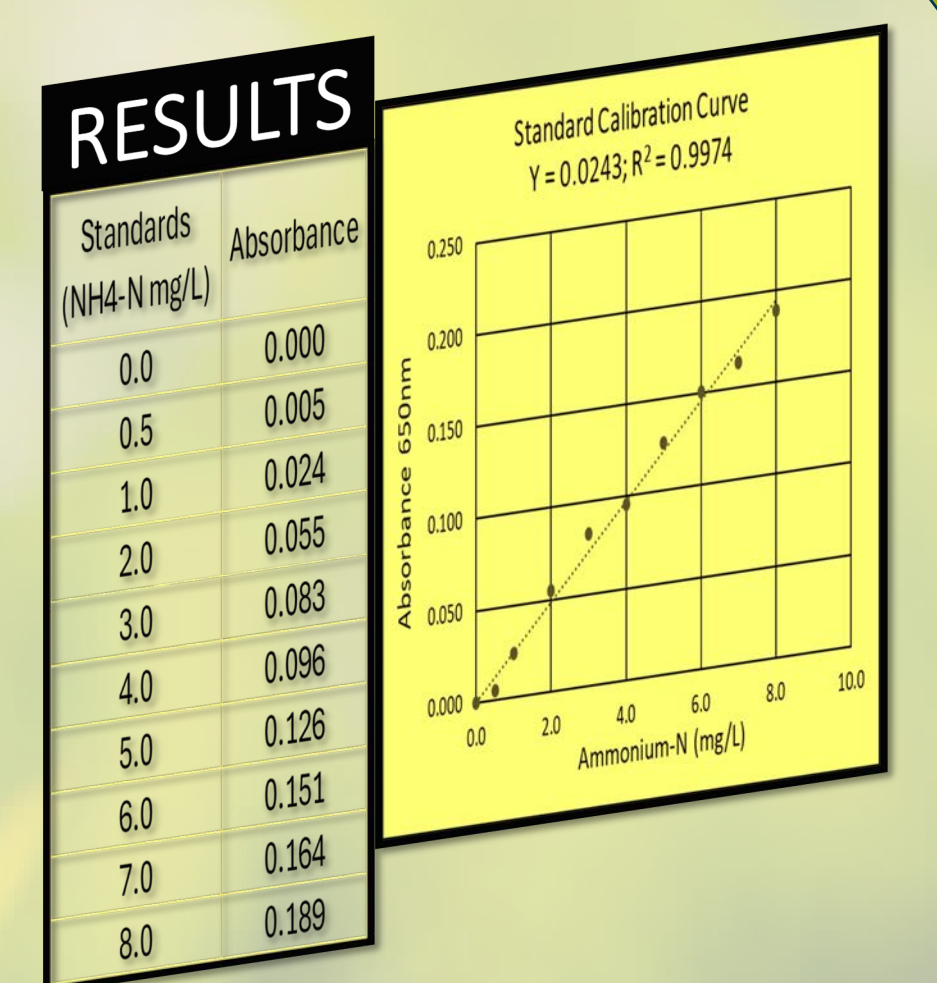 RESULTS
Standards
(NH4-N mg/L)
Absorbance
0.0 0.000
0.5 0.005
1.0 0.024
2.0 0.055
3.0 0.083
4.0 0.096
5.0 0.126
6.0 0.151
7.0 0.164
8.0 0.189
Standard Calibration Curve
Y = 0.0243; R² = 0.9974
0.250
0.200
0.150
0.100
0.050
0.000
Absorbance 650nm
0.0 2.0 4.0 6.0 8.0 10.0
Ammonium-N (mg/L)